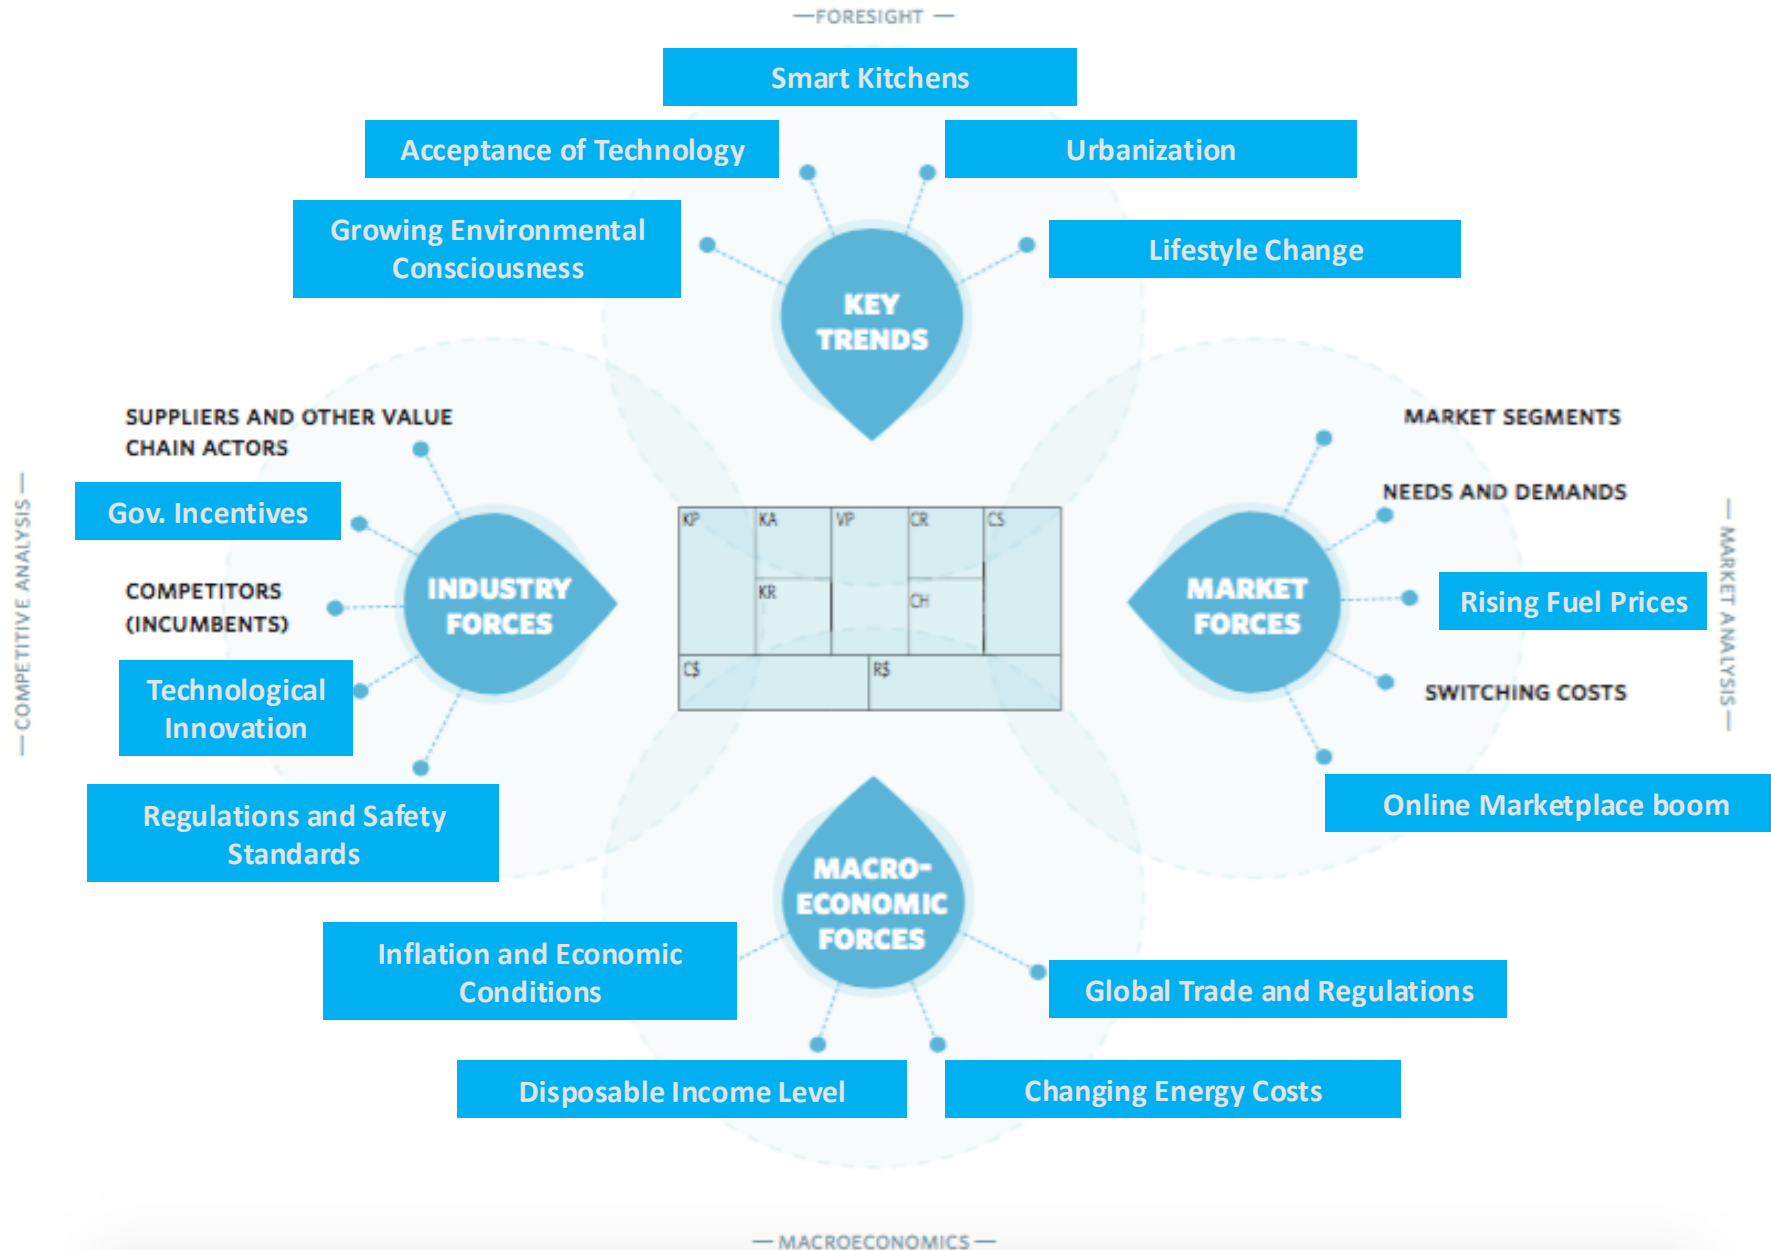 —FORESIGHT —
Smart Kitchens
Acceptance of Technology
Urbanization
Growing Environmental
Consciousness
Lifestyle Change
KEY
TRENDS
SUPPLIERS AND OTHER VALUE
CHAIN ACTORS
Gov. Incentives
COMPETITORS
(INCUMBENTS)
Technological
Innovation
Regulations and Safety
Standards
INDUSTRY
FORCES
— COMPETITIVE ANALYSIS —
KP
KA
VP
CR
CS
KR
CH
C$
R$
MARKET
FORCES
MARKET SEGMENTS
NEEDS AND DEMANDS
Rising Fuel Prices
SWITCHING COSTS
Online Marketplace boom
— MARKET ANALYSIS —
MACRO-
ECONOMIC
FORCES
Inflation and Economic
Conditions
Global Trade and Regulations
Disposable Income Level
Changing Energy Costs
— MACROECONOMICS —